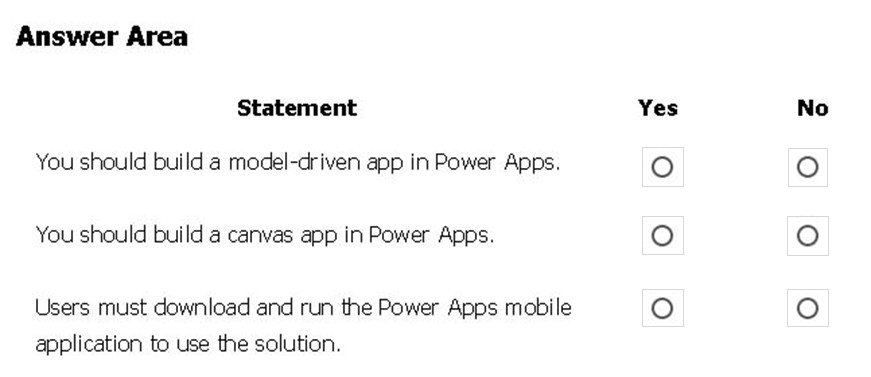 Answer Area
Statement Yes No
You should build a model-driven app in Power Apps.
You should build a canvas app in Power Apps.
Users must download and run the Power Apps mobile
application to use the solution.